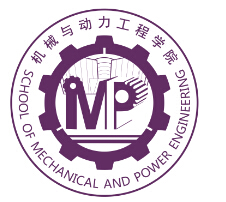 机械与动力工程学院
MP
SCHOOL OF MECHANICAL AND POWER ENGINEERING